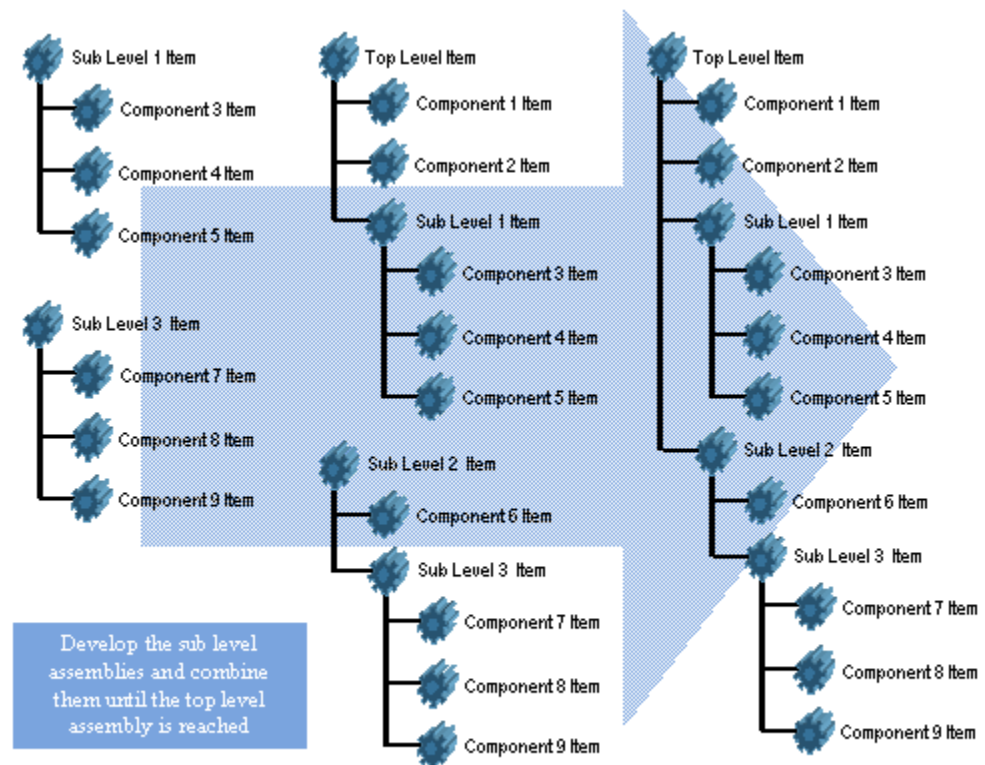 Sub Level 1 Item
Component 3 Item
Component 4 Item
Component 5 Item
Sub Level 3 Item
Component 7 Item
Component 8 Item
Component 9 Item
Develop the sub level
assemblies and combine
them until the top level
assembly is reached
Top Level Item
Component 1 Item
Component 2 Item
Sub Level 1 Item
Component 3 Item
Component 4 Item
Component 5 Item
Sub Level 2 Item
Component 6 Item
Sub Level 3 Item
Component 7 Item
Component 8 Item
Component 9 Item
Top Level Item
Component 1 Item
Component 2 Item
Sub Level 1 Item
Component 3 Item
Component 4 Item
Component 5 Item
Sub Level 2 Item
Component 6 Item
Sub Level 3 Item
Component 7 Item
Component 8 Item
Component 9 Item